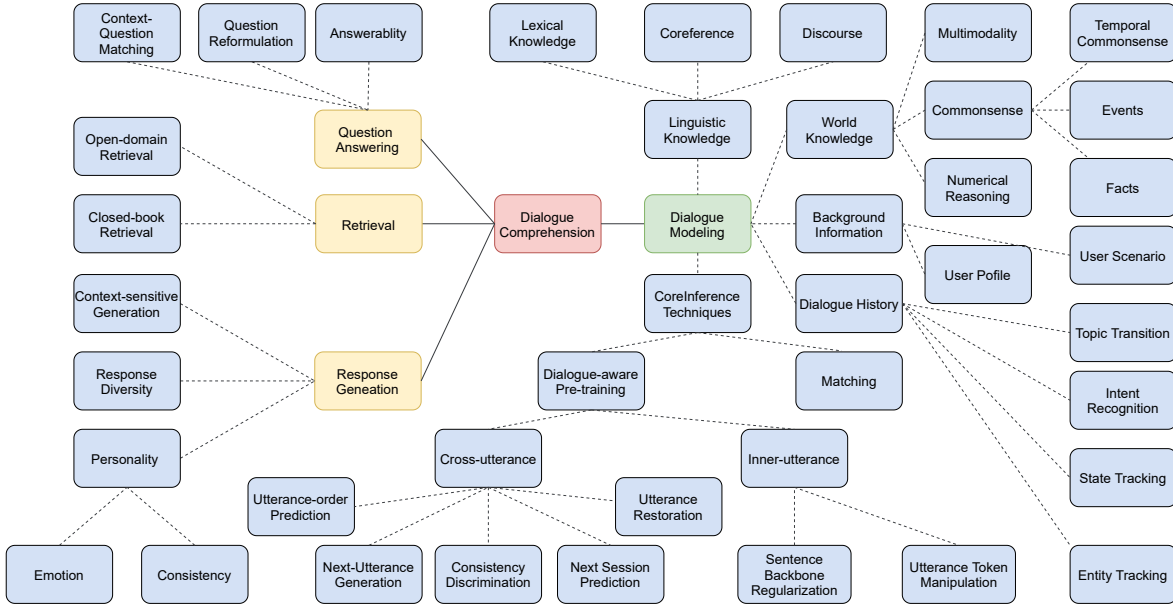 Context-
Question
Matching
Question
Reformulation
Answerablity
Lexical
Knowledge
Coreference
Discourse
Multimodality
Temporal
Commonsense
Open-domain
Retrieval
Question
Answering
Linguistic
Knowledge
World
Knowledge
Commonsense
Events
Closed-book
Retrieval
Retrieval
Dialogue
Comprehension
Dialogue
Modeling
Background
Information
Numerical
Reasoning
Facts
User Pofile
User Scenario
Context-sensitive
Generation
CoreInference
Techniques
Dialogue History
Topic Transition
Response
Diversity
Response
Geneation
Dialogue-aware
Pre-training
Matching
Intent
Recognition
Personality
Cross-utterance
Inner-utterance
State Tracking
Utterance-order
Prediction
Utterance
Restoration
Emotion
Consistency
Next-Utterance
Generation
Consistency
Discrimination
Next Session
Prediction
Sentence
Backbone
Regularization
Utterance Token
Manipulation
Entity Tracking